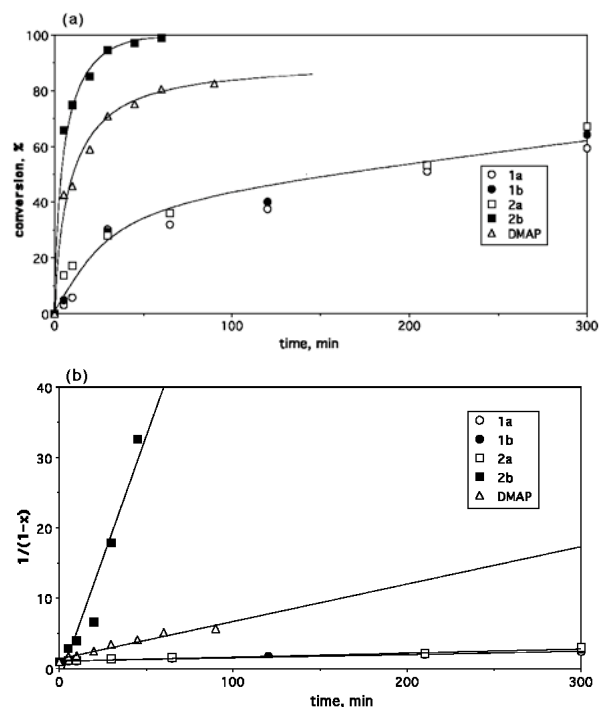 (a)
100
80
60
40
20
0
conversion, %
1a
1b
2a
2b
DMAP
0
100
200
300
time, min
(b)
40
30
20
10
0
1/(1-x)
1a
1b
2a
2b
DMAP
0
100
200
300
time, min